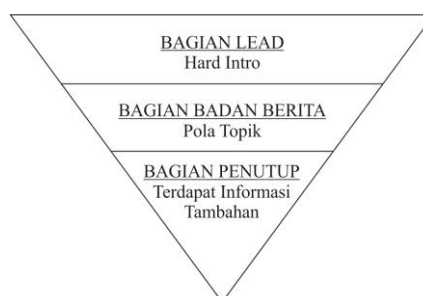 BAGIAN LEAD
Hard Intro
BAGIAN BADAN BERITA
Pola Topik
BAGIAN PENUTUP
Terdapat Informasi
Tambahan